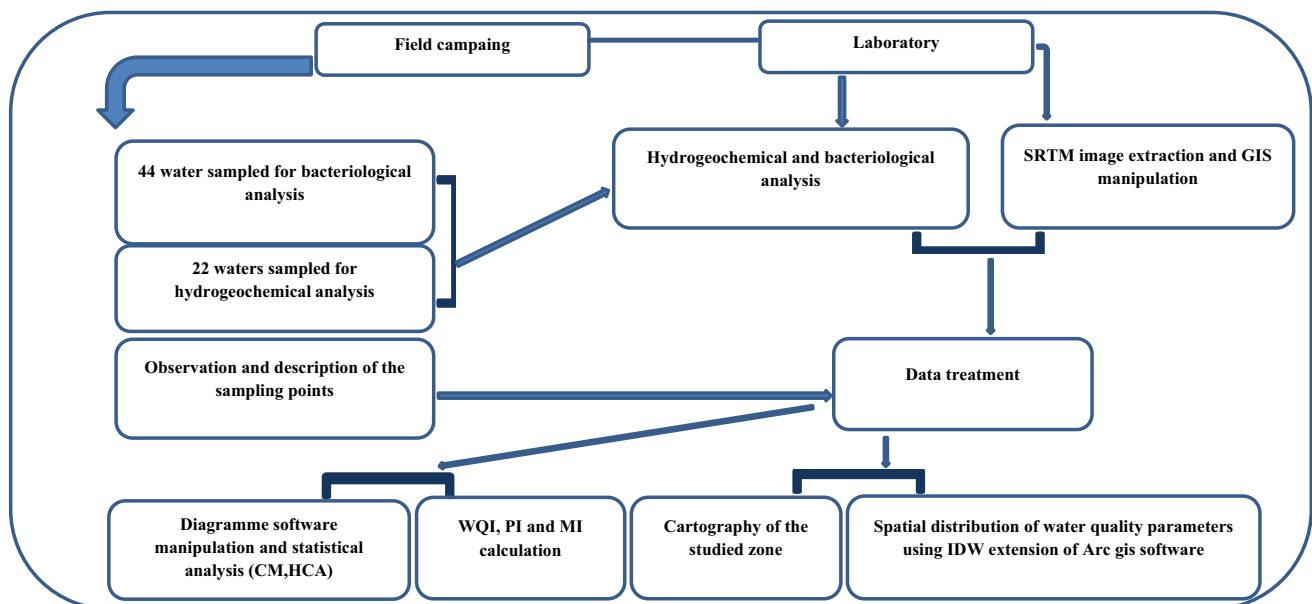 Field campaing
Laboratory
44 water sampled for bacteriological
analysis
Hydrogeochemical and bacteriological
analysis
SRTM image extraction and GIS
manipulation
22 waters sampled for
hydrogeochemical analysis
Observation and description of the
sampling points
Data treatment
Diagramme software
manipulation and statistical
analysis (CM,HCA)
WQI, PI and MI
calculation
Cartography of the
studied zone
Spatial distribution of water quality parameters
using IDW extension of Arc gis software